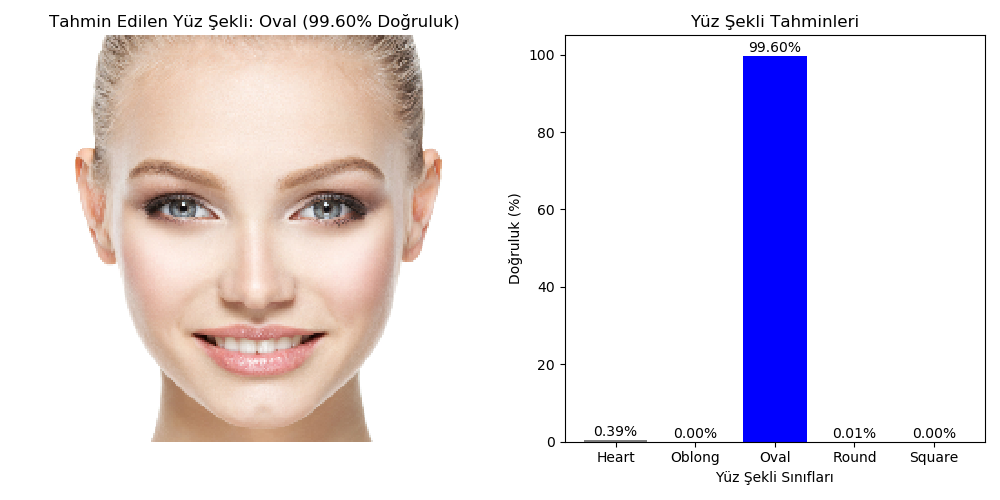 Tahmin Edilen Yüz Şekli: Oval (99.60% Doğruluk)
Yüz Şekli Tahminleri
100
80
60
40
20
0
Doğruluk (%)
0.39%
0.00%
99.60%
0.01%
0.00%
Heart
Oblong
Oval
Round
Square
Yüz Şekli Sınıfları